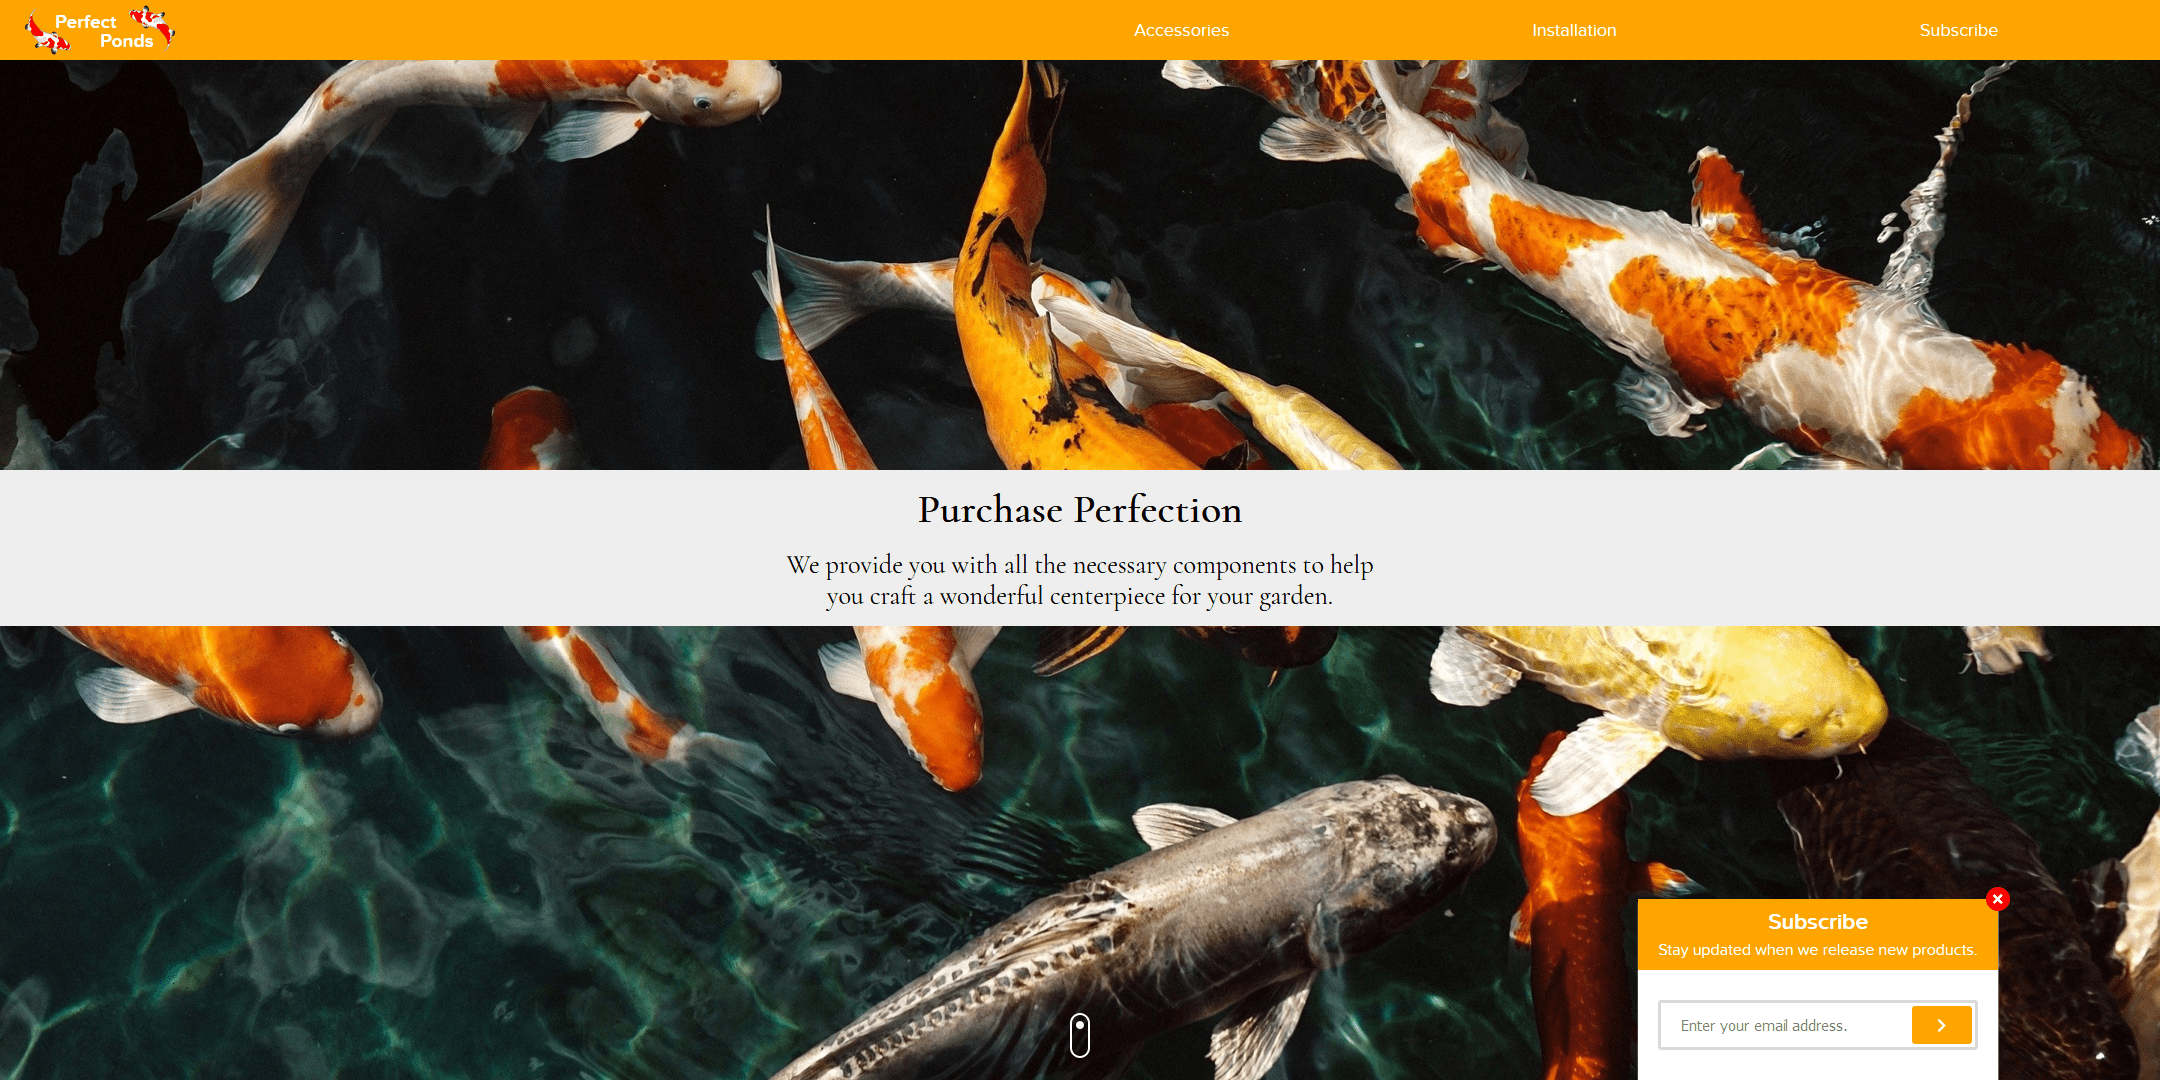 Perfect
Ponds
Accessories
Installation
Subscribe
Purchase Perfection
We provide you with all the necessary components to help
you craft a wonderful centerpiece for your garden.
Subscribe
Stay updated when we release new products.
Enter your email address.